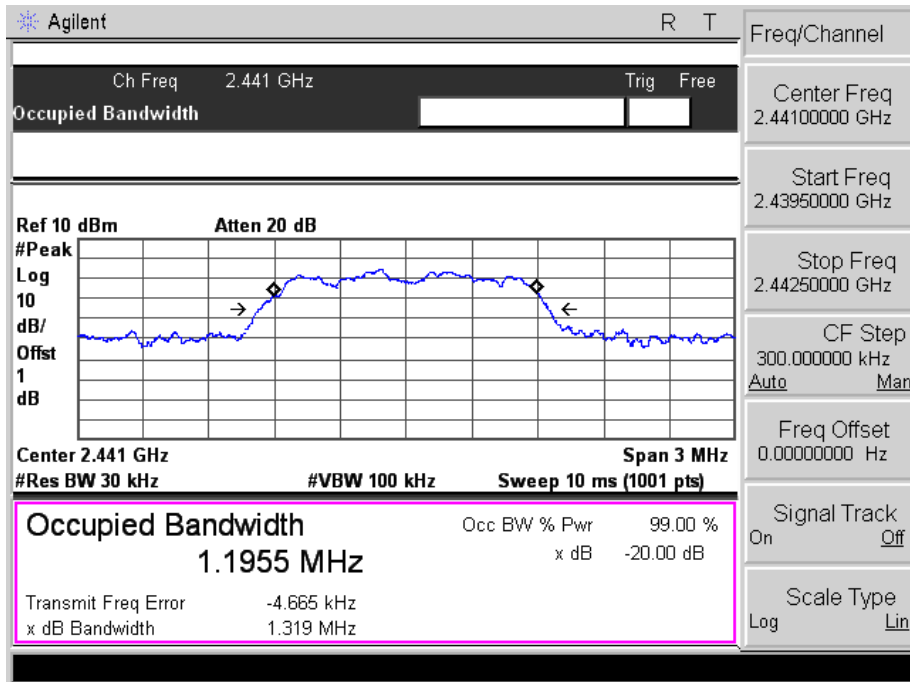 Agilent R T
Ch Freq 2.441 GHz Trig Free
Occupied Bandwidth
Ref 10 dBm Atten 20 dB
#Peak
Log
10
dB/
Offst
1
dB
Center 2.441 GHz Span 3 MHz
#Res BW 30 kHz #VBW 100 kHz Sweep 10 ms (1001 pts)
Occupied Bandwidth Occ BW % Pwr 99.00 %
1.1955 MHz x dB -20.00 dB
Transmit Freq Error -4.665 kHz
x dB Bandwidth 1.319 MHz
Freq/Channel
Center Freq
2.44100000 GHz
Start Freq
2.43950000 GHz
Stop Freq
2.44250000 GHz
CF Step
300.000000 kHz
Auto Man
Freq Offset
0.00000000 Hz
Signal Track
On Off
Scale Type
Log Lin